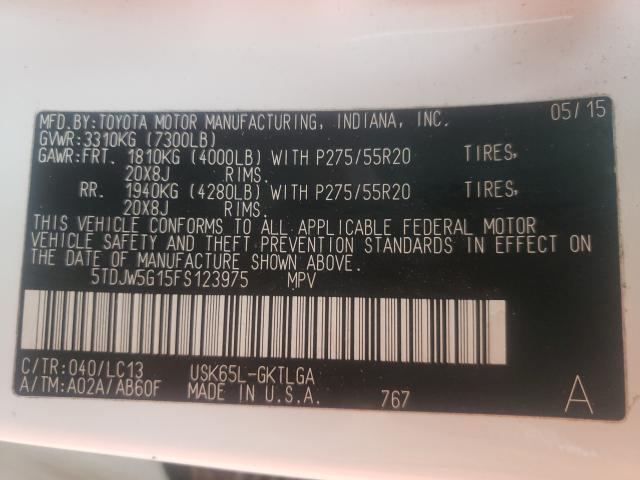 MFD.BY:TOYOTA MOTOR MANUFACTURING, INDIANA, INC. 05/15
GVWR:3310KG (7300LB)
GAWR:FRT. 1810KG (4000LB) WITH P275/55R20 TIRES,
20X8J RIMS.
RR. 1940KG (4280LB) WITH P275/55R20 TIRES,
20X8J RIMS.
THIS VEHICLE CONFORMS TO ALL APPLICABLE FEDERAL MOTOR
VEHICLE SAFETY AND THEFT PREVENTION STANDARDS IN EFFECT ON
THE DATE OF MANUFACTURE SHOWN ABOVE.
5TDJW5G15FS123975 MPV
C/TR:040/LC13 USK65L-GKTLGA
A/TM:A02A/AB60F MADE IN U.S.A. 767 A